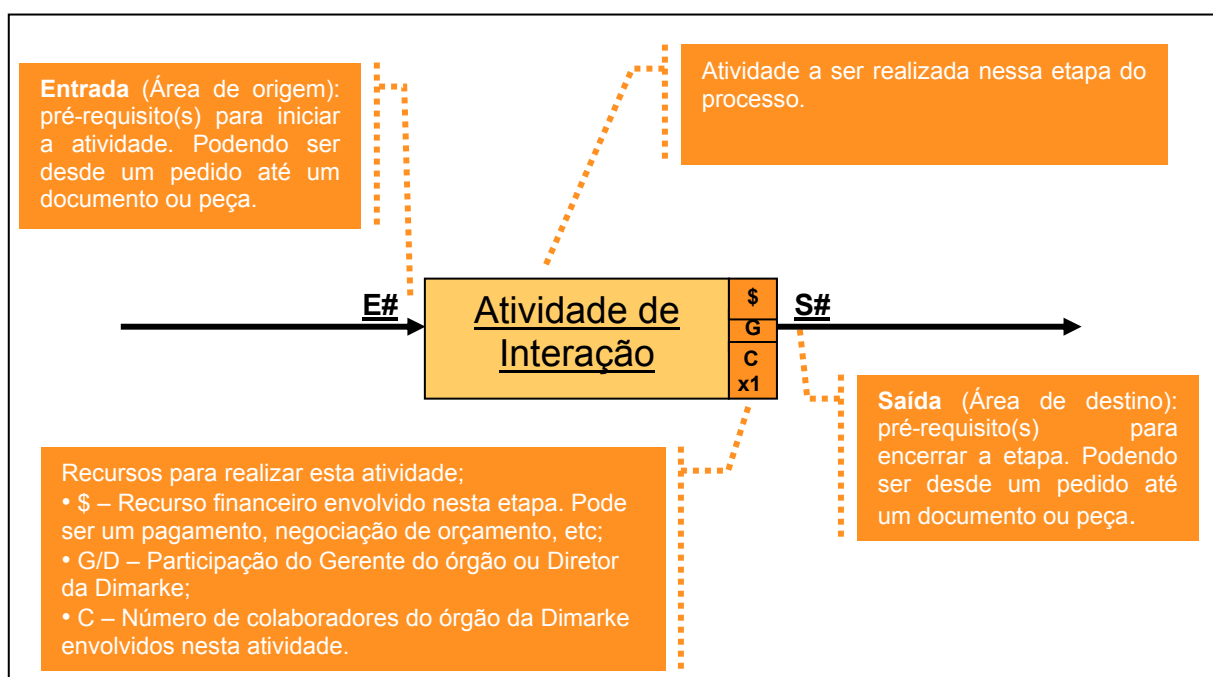 Entrada (Área de origem):
pré-requisito(s) para iniciar
a atividade. Podendo ser
desde um pedido até um
documento ou peça.
Atividade a ser realizada nessa etapa do
processo.
E#
Atividade de
Interação
$
G
C
x1
S#
Saída (Área de destino):
pré-requisito(s) para
encerrar a etapa. Podendo
ser desde um pedido até
um documento ou peça.
Recursos para realizar esta atividade;
• $ – Recurso financeiro envolvido nesta etapa. Pode
ser um pagamento, negociação de orçamento, etc;
• G/D – Participação do Gerente do órgão ou Diretor
da Dimarke;
• C – Número de colaboradores do órgão da Dimarke
envolvidos nesta atividade.